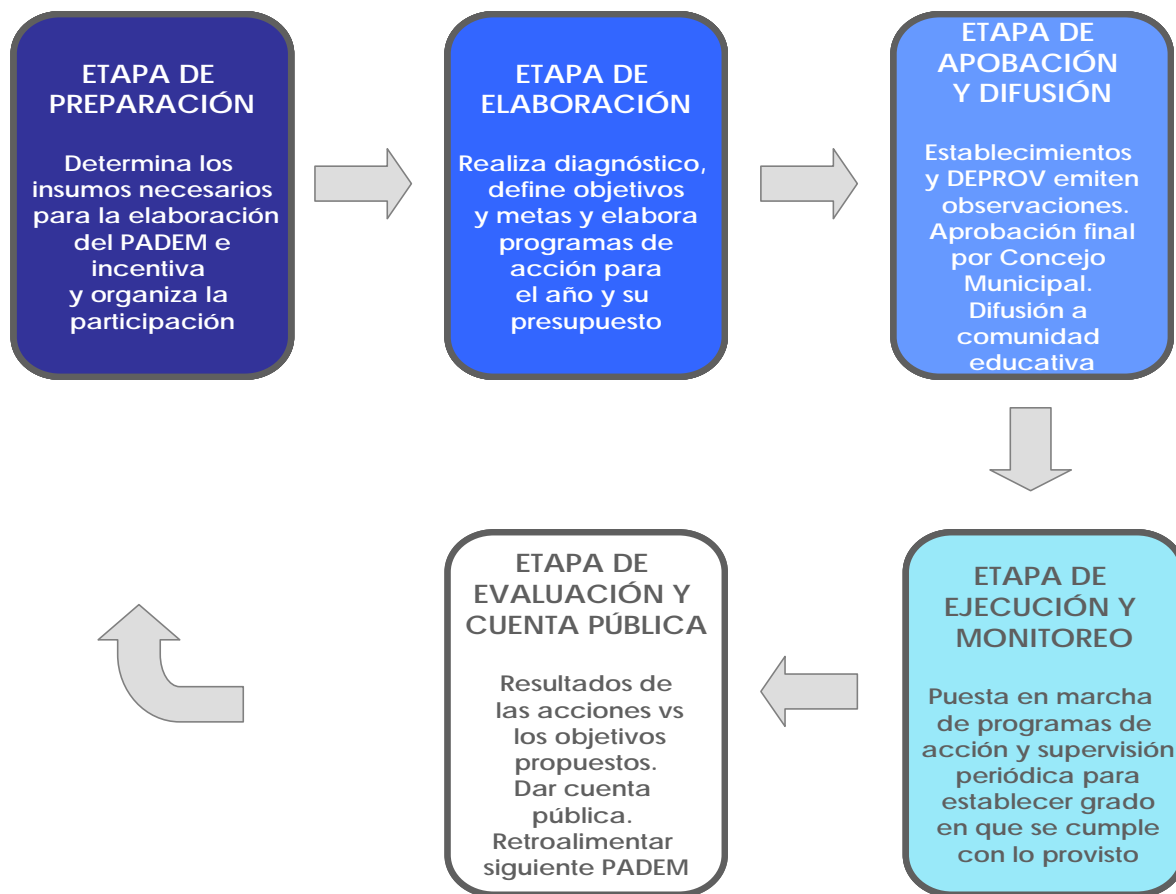 ETAPA DE
PREPARACIÓN
Determina los
insumos necesarios
para la elaboración
del PADEM e
incentiva
y organiza la
participación
ETAPA DE
ELABORACIÓN
Realiza diagnóstico,
define objetivos
y metas y elabora
programas de
acción para
el año y su
presupuesto
ETAPA DE
APOBACIÓN
Y DIFUSIÓN
Establecimientos
y DEPROV emiten
observaciones.
Aprobación final
por Concejo
Municipal.
Difusión a
comunidad
educativa
ETAPA DE
EJECUCIÓN Y
MONITOREO
Puesta en marcha
de programas de
acción y supervisión
periódica para
establecer grado
en que se cumple
con lo provisto
ETAPA DE
EVALUACIÓN Y
CUENTA PÚBLICA
Resultados de
las acciones vs
los objetivos
propuestos.
Dar cuenta
pública.
Retroalimentar
siguiente PADEM